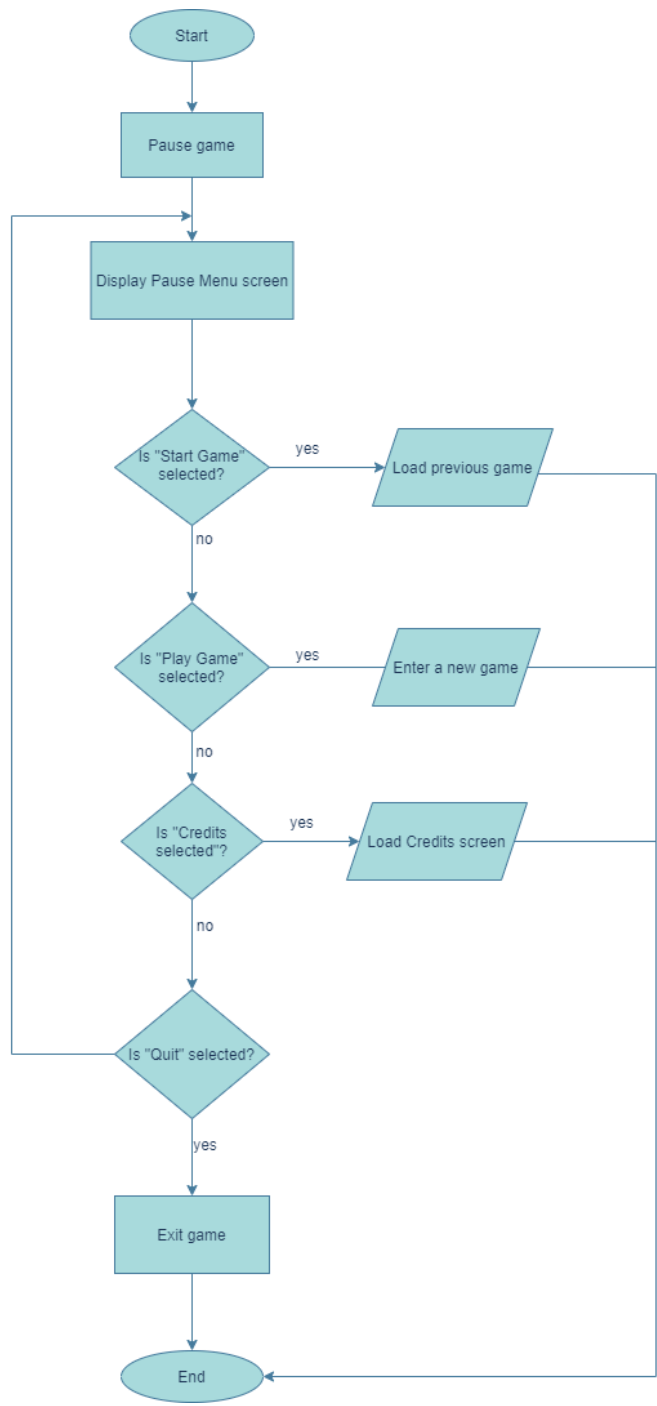 Start
Pause game
Display Pause Menu screen
Is "Start Game"
selected?
yes
Load previous game
no
Is "Play Game"
selected?
yes
Enter a new game
no
Is "Credits
selected"?
yes
Load Credits screen
no
Is "Quit" selected?
yes
Exit game
End